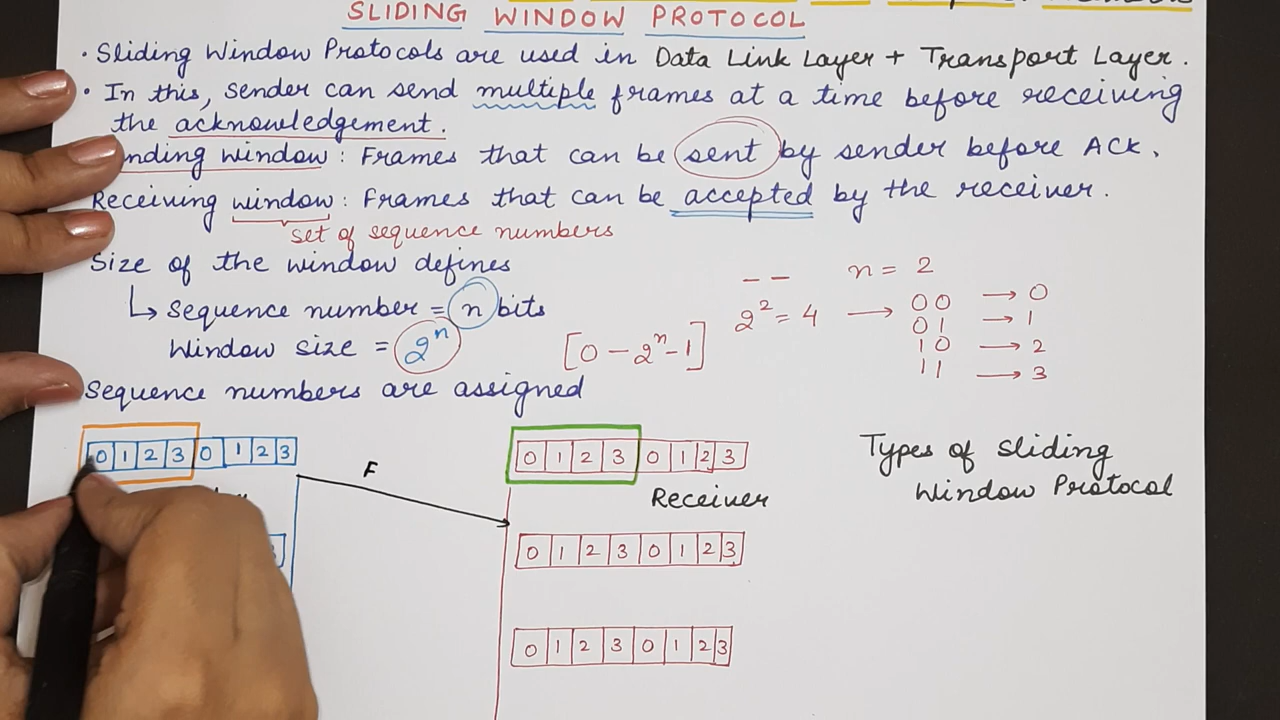 SLIDING WINDOW PROTOCOL
• Sliding Window Protocols are used in Data Link Layer + Transport Layer.
• In this, sender can send multiple frames at a time before receiving
the acknowledgement.
nding window: Frames that can be sent by sender before ACK.
Receiving window: Frames that can be accepted by the receiver.
set of sequence numbers
Size of the window defines
↳ Sequence number = n bits
Window size = 2^n
[0 - 2^n - 1]
_ _ n = 2
2^2 = 4 → 00 → 0
01 → 1
10 → 2
11 → 3
Sequence numbers are assigned
0 1 2 3 0 1 2 3
F
0 1 2 3 0 1 2 3
Receiver
0 1 2 3 0 1 2 3
0 1 2 3 0 1 2 3
Types of Sliding
Window Protocol